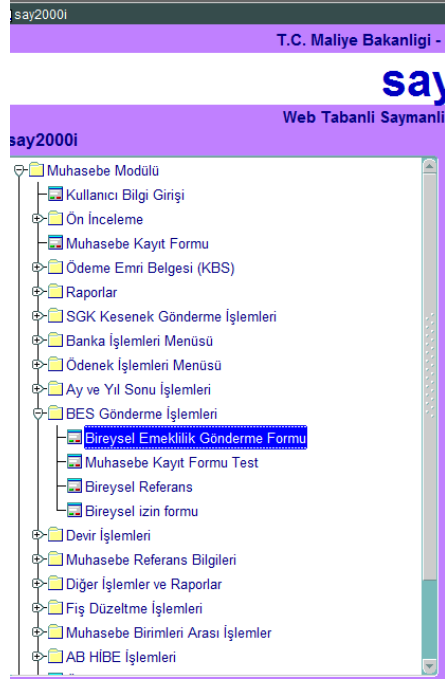 say2000i
T.C. Maliye Bakanligi -
say
Web Tabanli Saymanli
say2000i
Muhasebe Modülü
Kullanıcı Bilgi Girişi
Ön İnceleme
Muhasebe Kayıt Formu
Ödeme Emri Belgesi (KBS)
Raporlar
SGK Kesenek Gönderme İşlemleri
Banka İşlemleri Menüsü
Ödenek İşlemleri Menüsü
Ay ve Yıl Sonu İşlemleri
BES Gönderme İşlemleri
Bireysel Emeklilik Gönderme Formu
Muhasebe Kayıt Formu Test
Bireysel Referans
Bireysel izin formu
Devir İşlemleri
Muhasebe Referans Bilgileri
Diğer İşlemler ve Raporlar
Fiş Düzeltme İşlemleri
Muhasebe Birimleri Arası İşlemler
AB HİBE İşlemleri